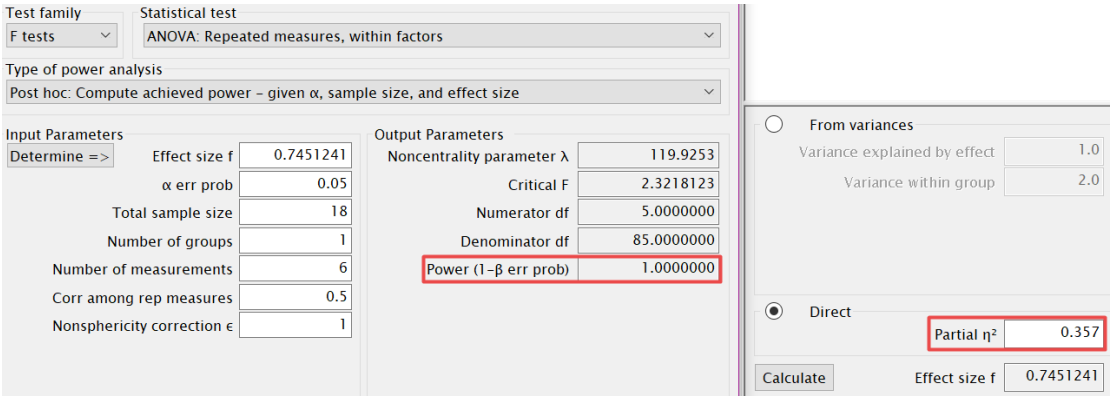 Test family Statistical test
F tests ANOVA: Repeated measures, within factors
Type of power analysis
Post hoc: Compute achieved power – given α, sample size, and effect size
Input Parameters
Determine => Effect size f 0.7451241
α err prob 0.05
Total sample size 18
Number of groups 1
Number of measurements 6
Corr among rep measures 0.5
Nonsphericity correction ϵ 1
Output Parameters
Noncentrality parameter λ 119.9253
Critical F 2.3218123
Numerator df 5.0000000
Denominator df 85.0000000
Power (1–β err prob) 1.0000000
From variances
Variance explained by effect 1.0
Variance within group 2.0
Direct
Partial η² 0.357
Calculate Effect size f 0.7451241